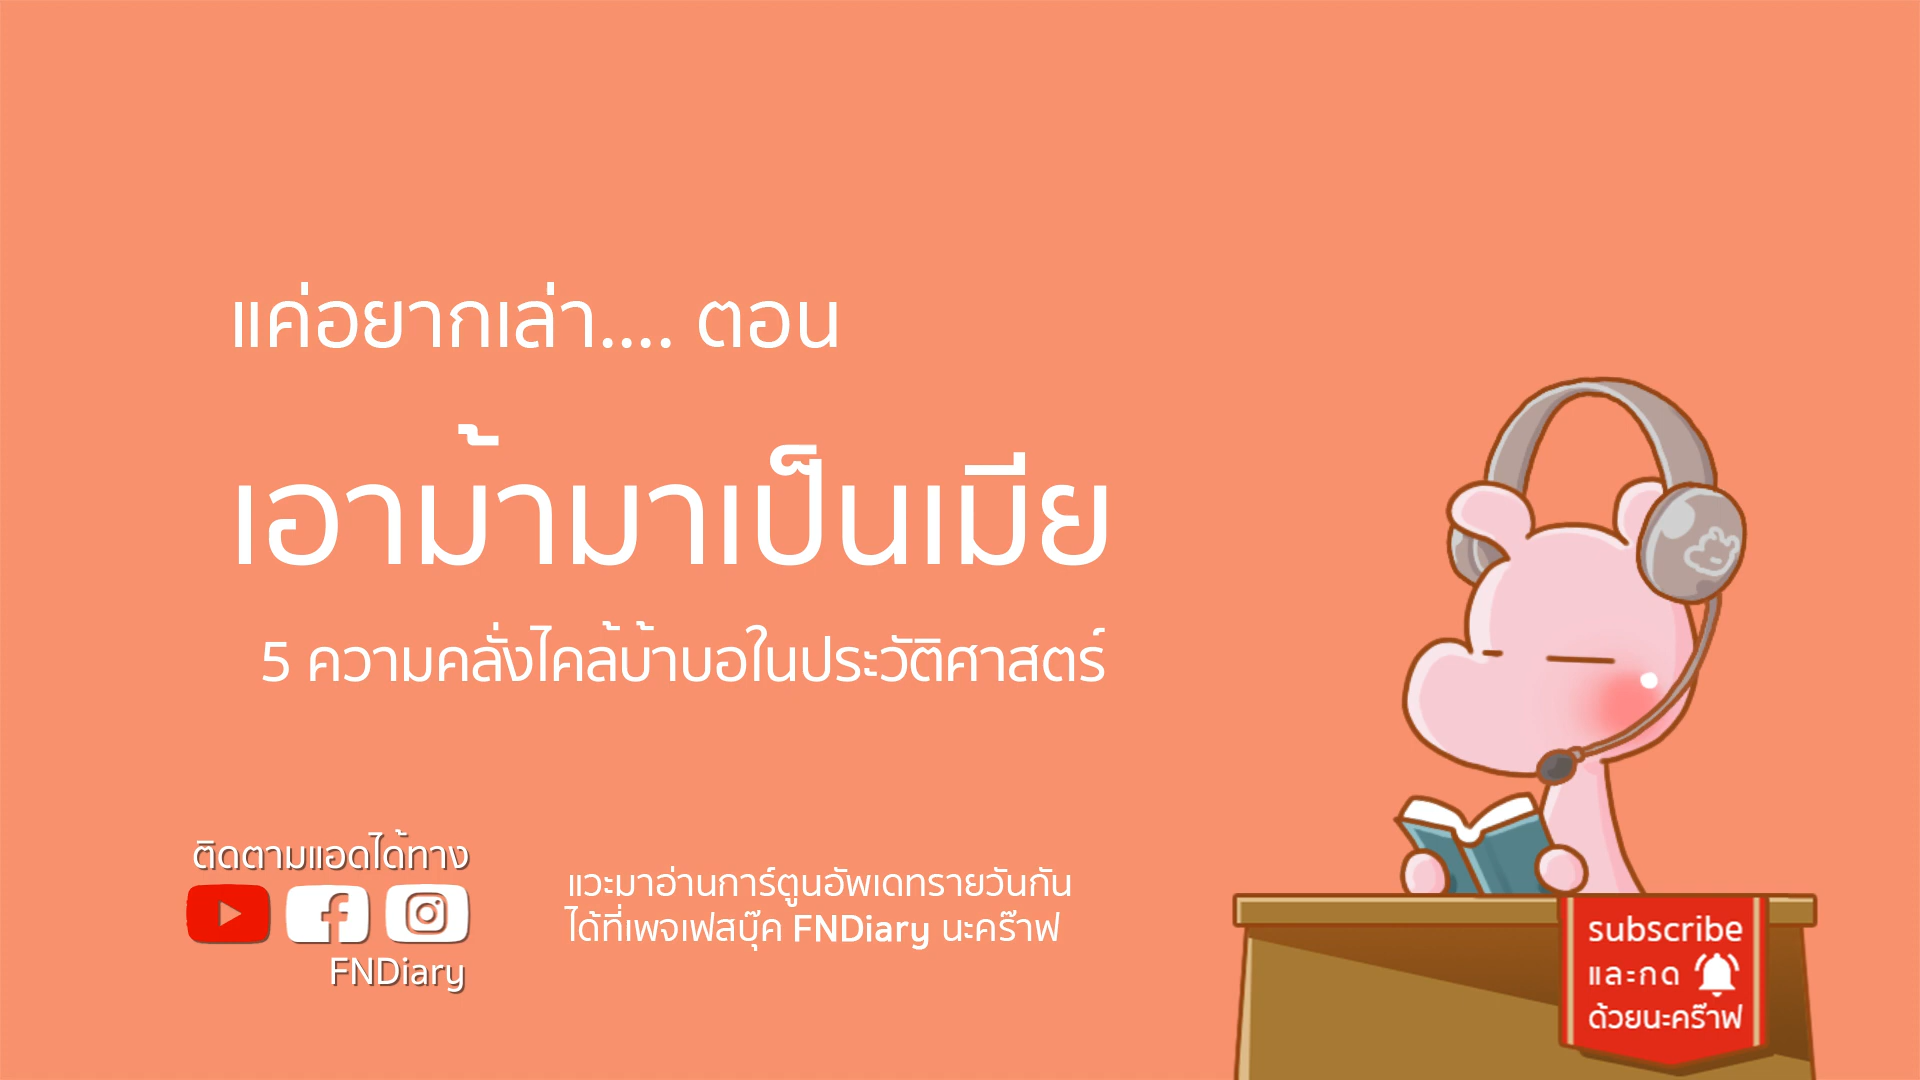 แค่อยากเล่า.... ตอน
เอาม้ามาเป็นเมีย
5 ความคลั่งไคล้บ้าบอในประวัติศาสตร์
ติดตามแอดได้ทาง
FNDiary
แวะมาอ่านการ์ตูนอัพเดทรายวันกัน
ได้ที่เพจเฟสบุ๊ค FNDiary นะคร๊าฟ
subscribe
และกด
ด้วยนะคร๊าฟ